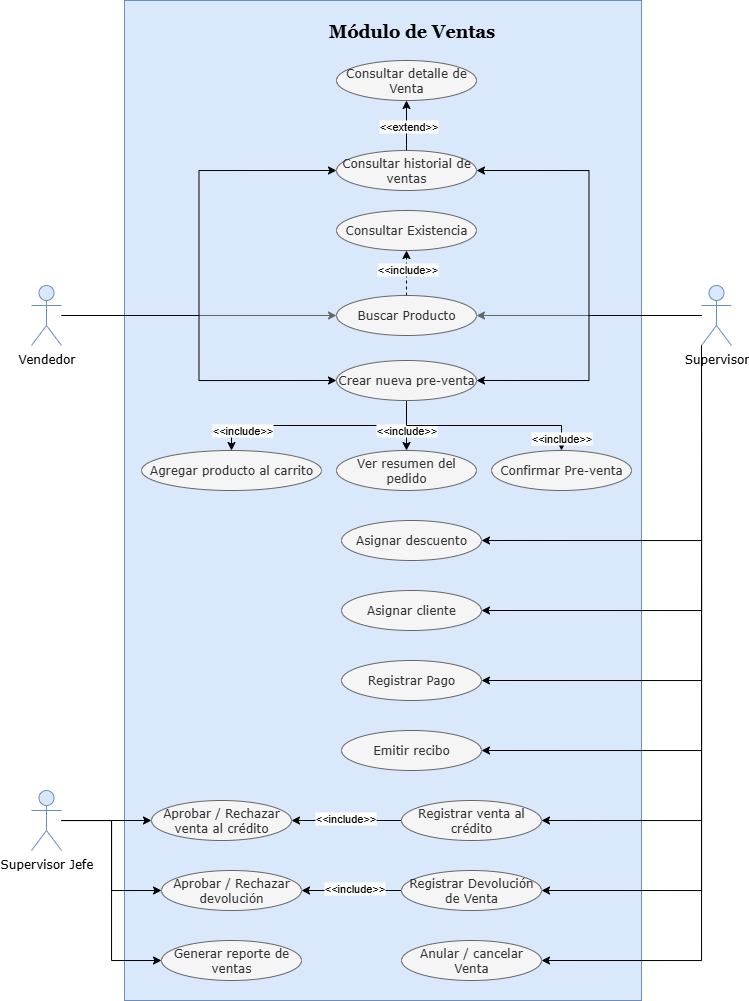 Módulo de Ventas
Consultar detalle de
Venta
<<extend>>
Consultar historial de
ventas
Consultar Existencia
<<include>>
Buscar Producto
Vendedor
Supervisor
Crear nueva pre-venta
<<include>>
<<include>>
<<include>>
Agregar producto al carrito
Ver resumen del
pedido
Confirmar Pre-venta
Asignar descuento
Asignar cliente
Registrar Pago
Emitir recibo
Supervisor Jefe
Aprobar / Rechazar
venta al crédito
<<include>>
Registrar venta al
crédito
Aprobar / Rechazar
devolución
<<include>>
Registrar Devolución
de Venta
Generar reporte de
ventas
Anular / cancelar
Venta